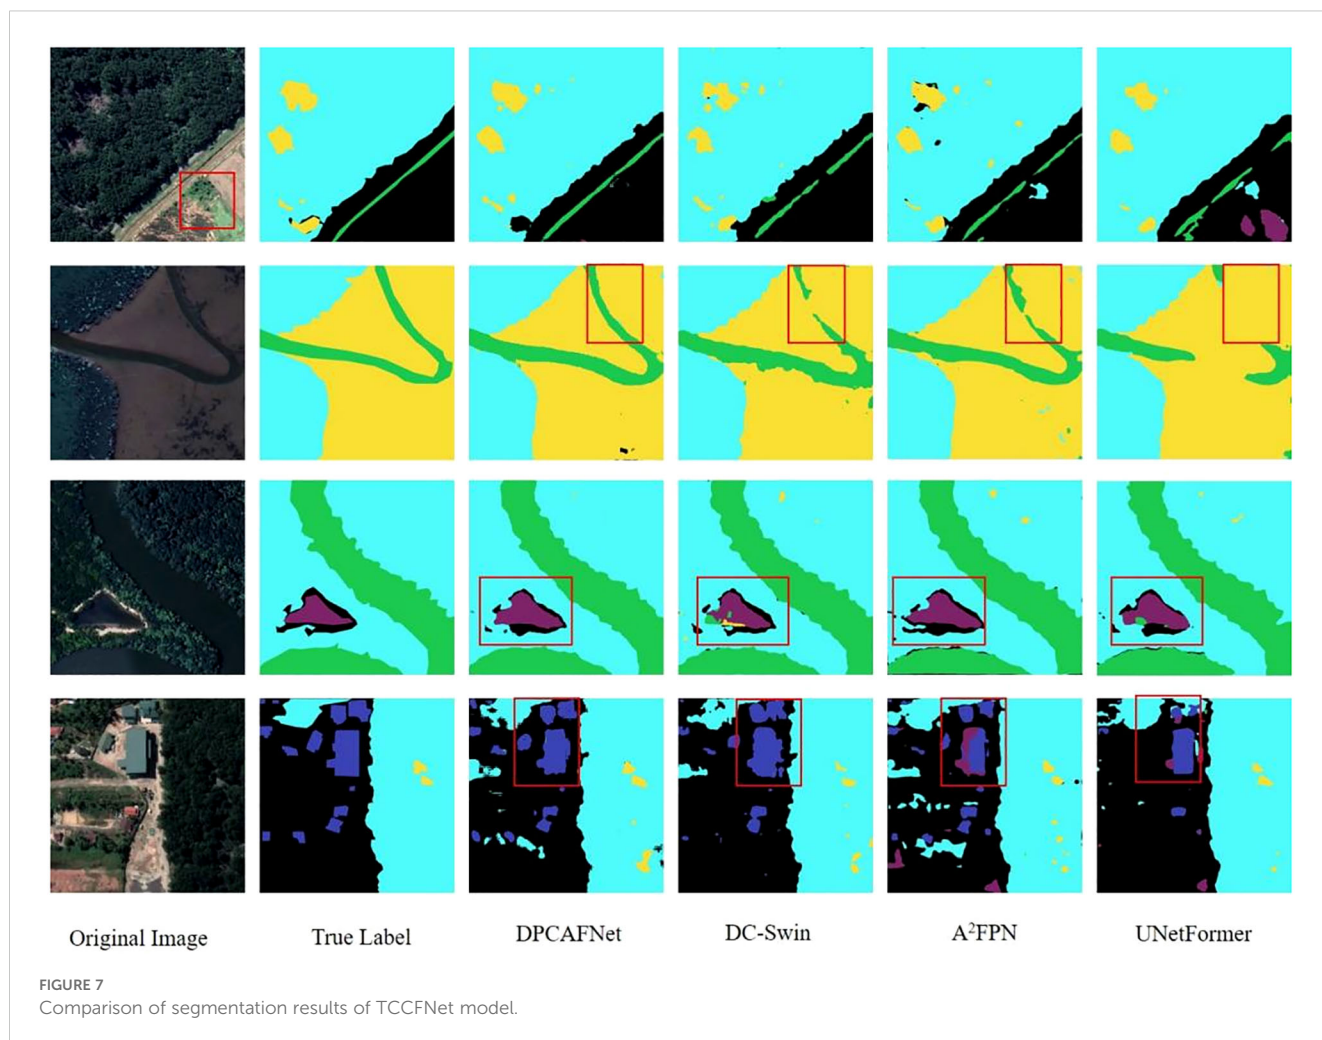 Original Image
True Label
DPCAFNet
DC-Swin
A²FPN
UNetFormer
FIGURE 7
Comparison of segmentation results of TCCFNet model.